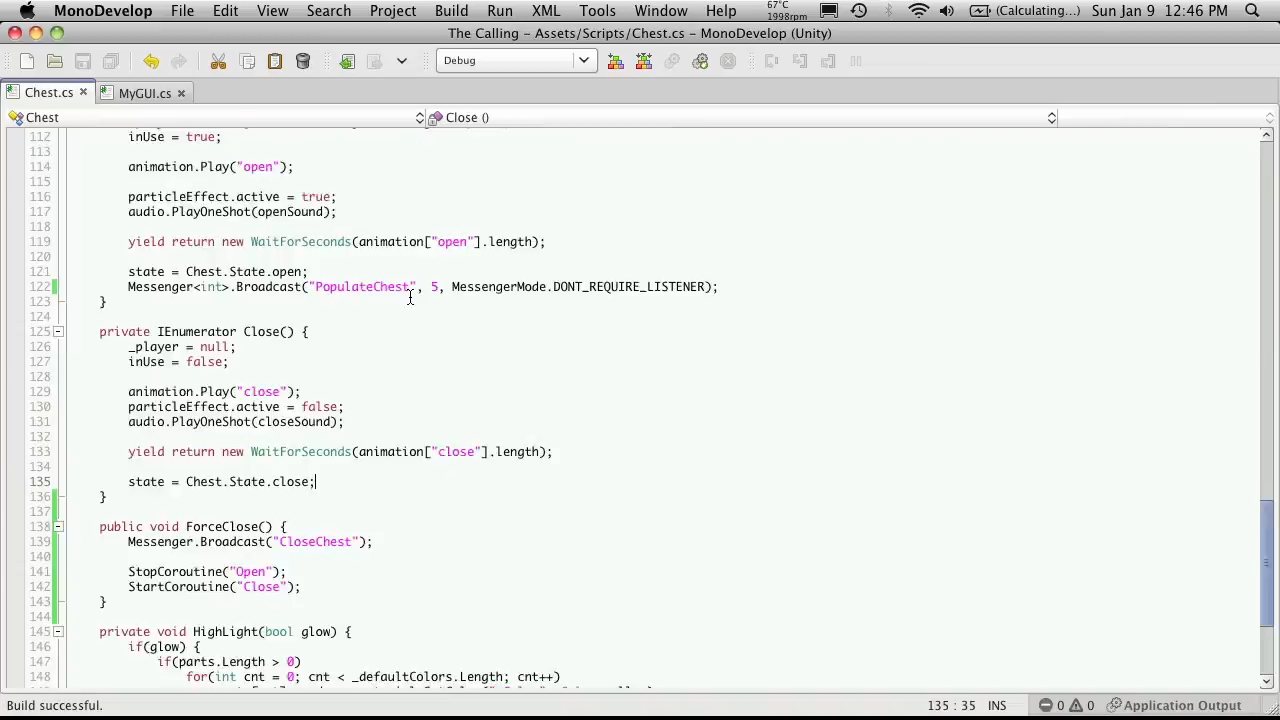 MonoDevelop File Edit View Search Project Build Run XML Tools Window Help 67°C 1998rpm (Calculating...) Sun Jan 9 12:46 PM
The Calling - Assets/Scripts/Chest.cs - MonoDevelop (Unity)
Debug
Chest.cs × MyGUI.cs ×
Chest Close ()
112 inUse = true;
113
114 animation.Play("open");
115
116 particleEffect.active = true;
117 audio.PlayOneShot(openSound);
118
119 yield return new WaitForSeconds(animation["open"].length);
120
121 state = Chest.State.open;
122 Messenger<int>.Broadcast("PopulateChest", 5, MessengerMode.DONT_REQUIRE_LISTENER);
123 }
125 private IEnumerator Close() {
126 _player = null;
127 inUse = false;
128
129 animation.Play("close");
130 particleEffect.active = false;
131 audio.PlayOneShot(closeSound);
132
133 yield return new WaitForSeconds(animation["close"].length);
134
135 state = Chest.State.close;
136 }
137
138 public void ForceClose() {
139 Messenger.Broadcast("CloseChest");
140
141 StopCoroutine("Open");
142 StartCoroutine("Close");
143 }
144
145 private void HighLight(bool glow) {
146 if(glow) {
147 if(parts.Length > 0)
148 for(int cnt = 0; cnt < _defaultColors.Length; cnt++)
Build successful. 135 : 35 INS 0 0 Application Output